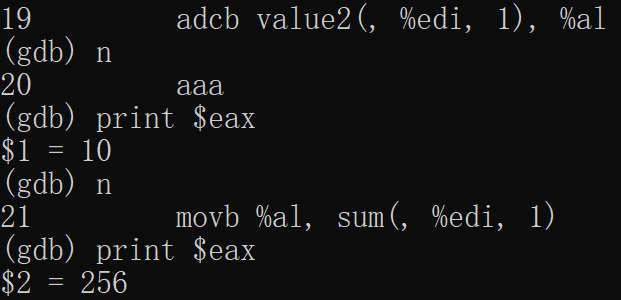 19         adcb value2(, %edi, 1), %al
(gdb) n
20         aaa
(gdb) print $eax
$1 = 10
(gdb) n
21         movb %al, sum(, %edi, 1)
(gdb) print $eax
$2 = 256